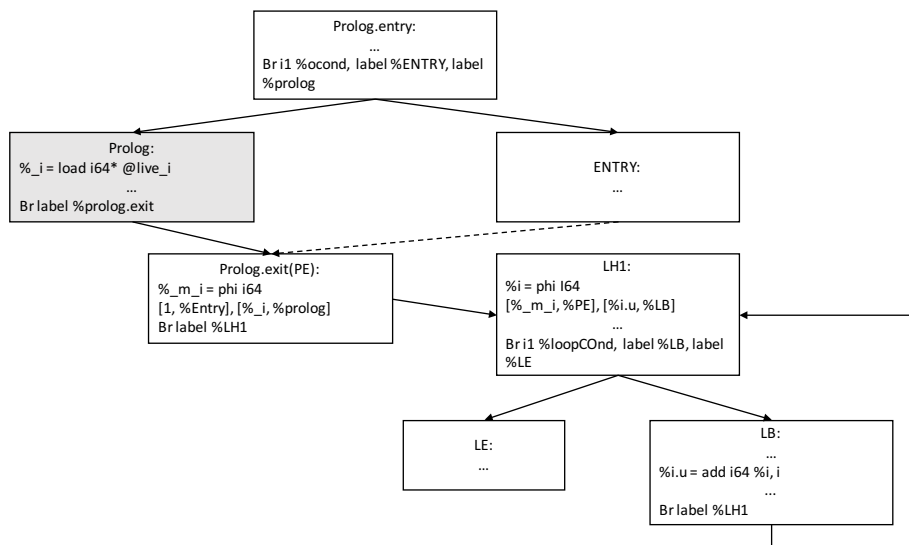 Prolog.entry:
...
Br i1 %ocond, label %ENTRY, label
%prolog
Prolog:
%_i = load i64* @live_i
...
Br label %prolog.exit
ENTRY:
...
Prolog.exit(PE):
%_m_i = phi i64
[1, %Entry], [%_i, %prolog]
Br label %LH1
LH1:
%i = phi I64
[%_m_i, %PE], [%i.u, %LB]
...
Br i1 %loopCOnd, label %LB, label
%LE
LE:
...
LB:
...
%i.u = add i64 %i, i
...
Br label %LH1